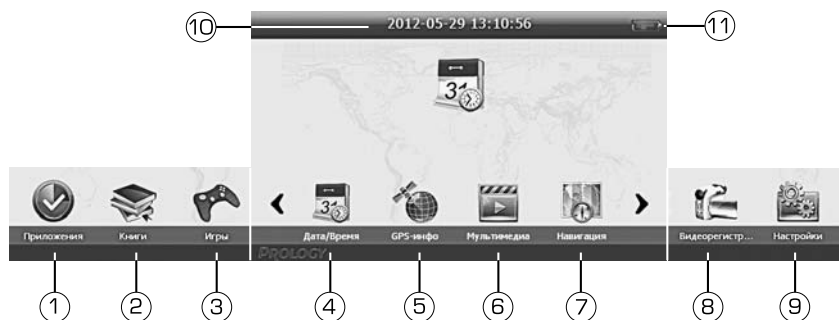 10 2012-05-29 13:10:56 11
Приложения Книги Игры Дата/Время GPS-инфо Мультимедиа Навигация Видеорегистр... Настройки
PROLOGY
1 2 3 4 5 6 7 8 9